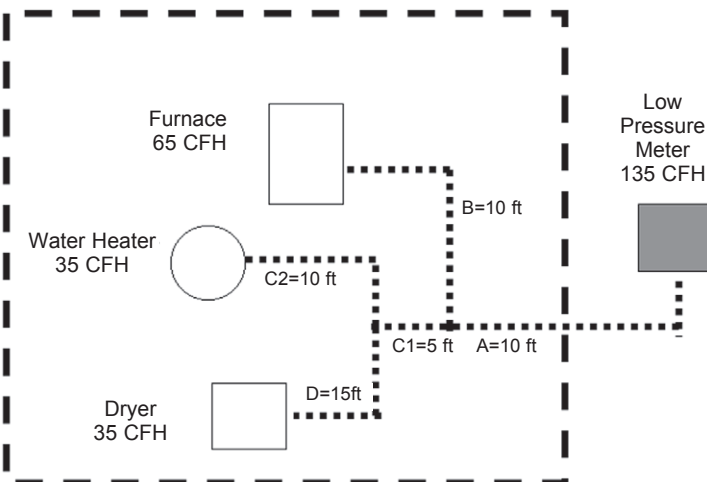 Furnace
65 CFH
Low
Pressure
Meter
135 CFH
B=10 ft
Water Heater
35 CFH
C2=10 ft
C1=5 ft
A=10 ft
D=15ft
Dryer
35 CFH